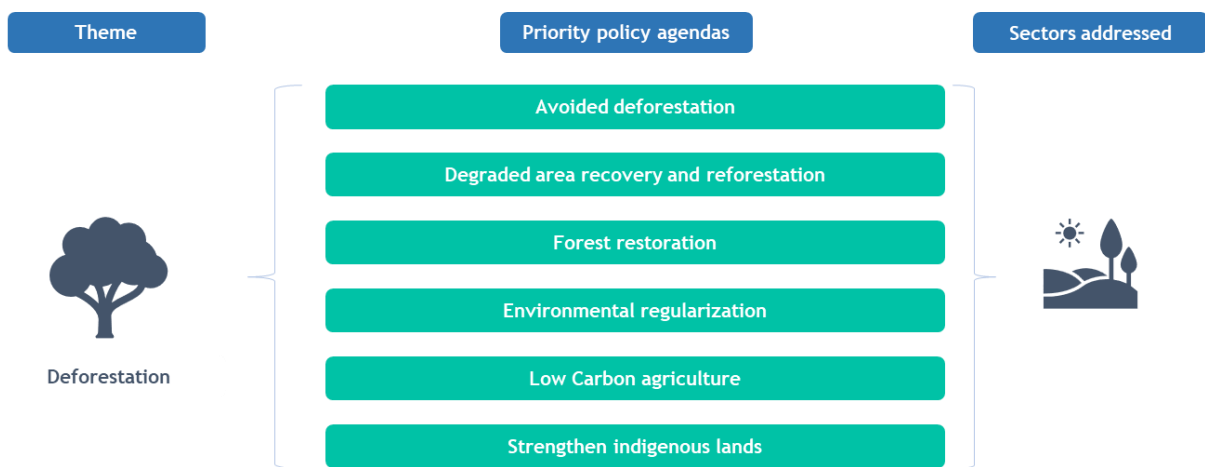 Theme
Priority policy agendas
Sectors addressed
Avoided deforestation
Degraded area recovery and reforestation
Forest restoration
Environmental regularization
Low Carbon agriculture
Strengthen indigenous lands
Deforestation